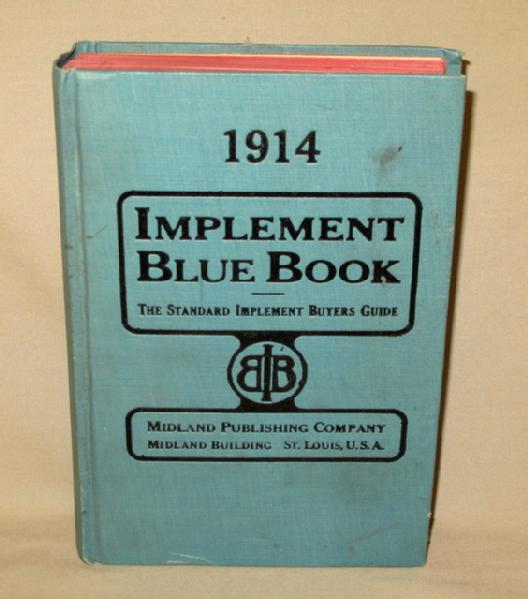 1914
IMPLEMENT
BLUE BOOK
THE STANDARD IMPLEMENT BUYERS GUIDE
BIB
MIDLAND PUBLISHING COMPANY
MIDLAND BUILDING ST. LOUIS, U.S.A.